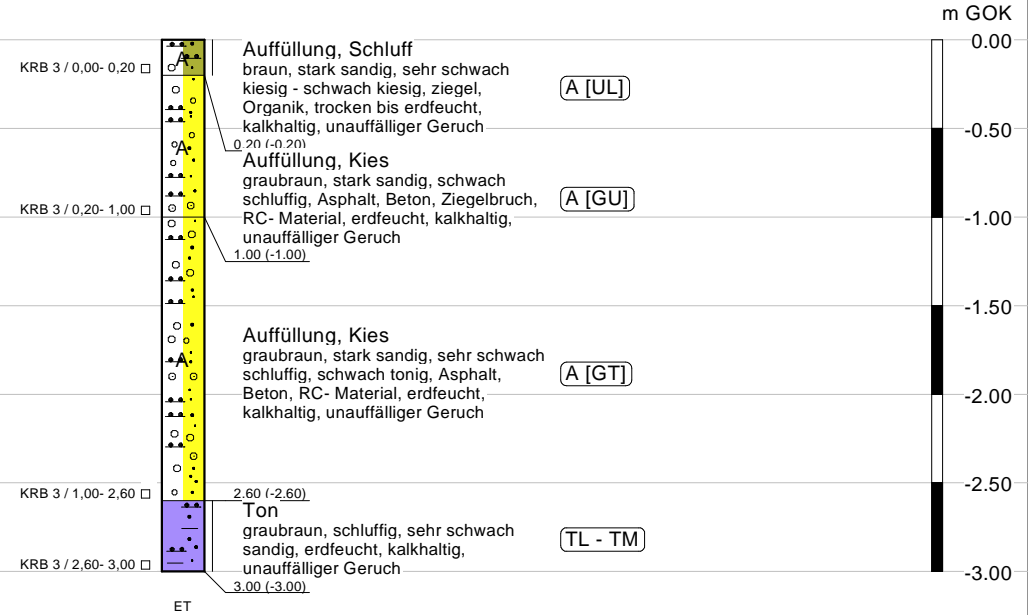 m GOK
0.00
Auffüllung, Schluff
braun, stark sandig, sehr schwach
kiesig - schwach kiesig, ziegel,
Organik, trocken bis erdfeucht,
kalkhaltig, unauffälliger Geruch
A
KRB 3 / 0,00- 0,20
A [UL]
-0.50
0.20 (-0.20)
Auffüllung, Kies
graubraun, stark sandig, schwach
schluffig, Asphalt, Beton, Ziegelbruch,
RC- Material, erdfeucht, kalkhaltig,
unauffälliger Geruch
A
KRB 3 / 0,20- 1,00
A [GU]
-1.00
1.00 (-1.00)
-1.50
Auffüllung, Kies
graubraun, stark sandig, sehr schwach
schluffig, schwach tonig, Asphalt,
Beton, RC- Material, erdfeucht,
kalkhaltig, unauffälliger Geruch
A
A [GT]
-2.00
-2.50
KRB 3 / 1,00- 2,60
2.60 (-2.60)
Ton
graubraun, schluffig, sehr schwach
sandig, erdfeucht, kalkhaltig,
unauffälliger Geruch
TL - TM
KRB 3 / 2,60- 3,00
-3.00
3.00 (-3.00)
ET